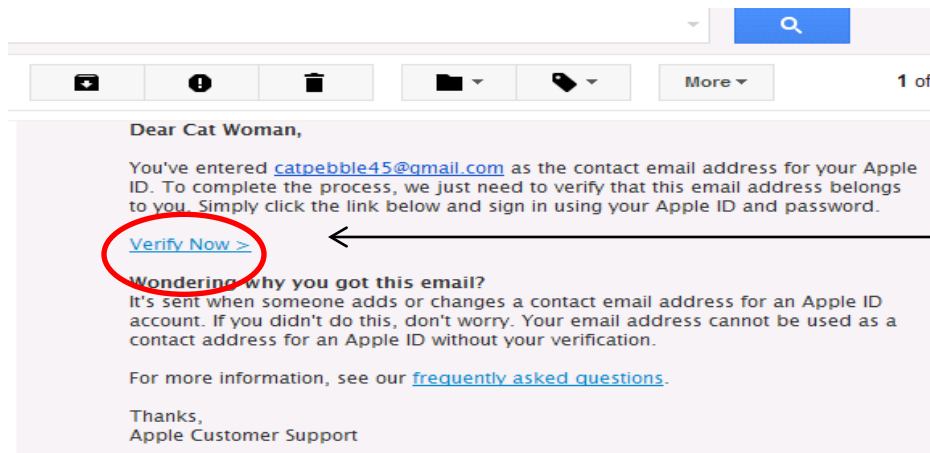 More
1 of
Dear Cat Woman,
You've entered catpebble45@gmail.com as the contact email address for your Apple
ID. To complete the process, we just need to verify that this email address belongs
to you. Simply click the link below and sign in using your Apple ID and password.
Verify Now >
Wondering why you got this email?
It's sent when someone adds or changes a contact email address for an Apple ID
account. If you didn't do this, don't worry. Your email address cannot be used as a
contact address for an Apple ID without your verification.
For more information, see our frequently asked questions.
Thanks,
Apple Customer Support